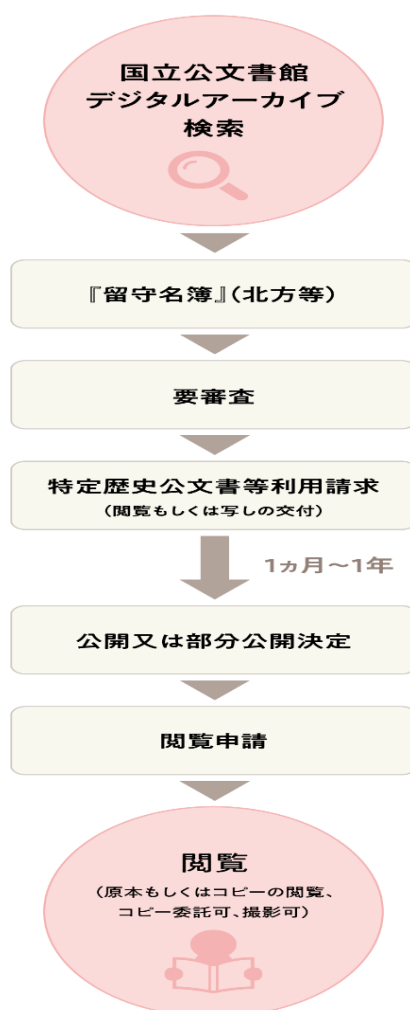 国立公文書館
デジタルアーカイブ
検索
『留守名簿』（北方等）
要審査
特定歴史公文書等利用請求
（閲覧もしくは写しの交付）
1ヵ月～1年
公開又は部分公開決定
閲覧申請
閲覧
（原本もしくはコピーの閲覧、
コピー委託可、撮影可）